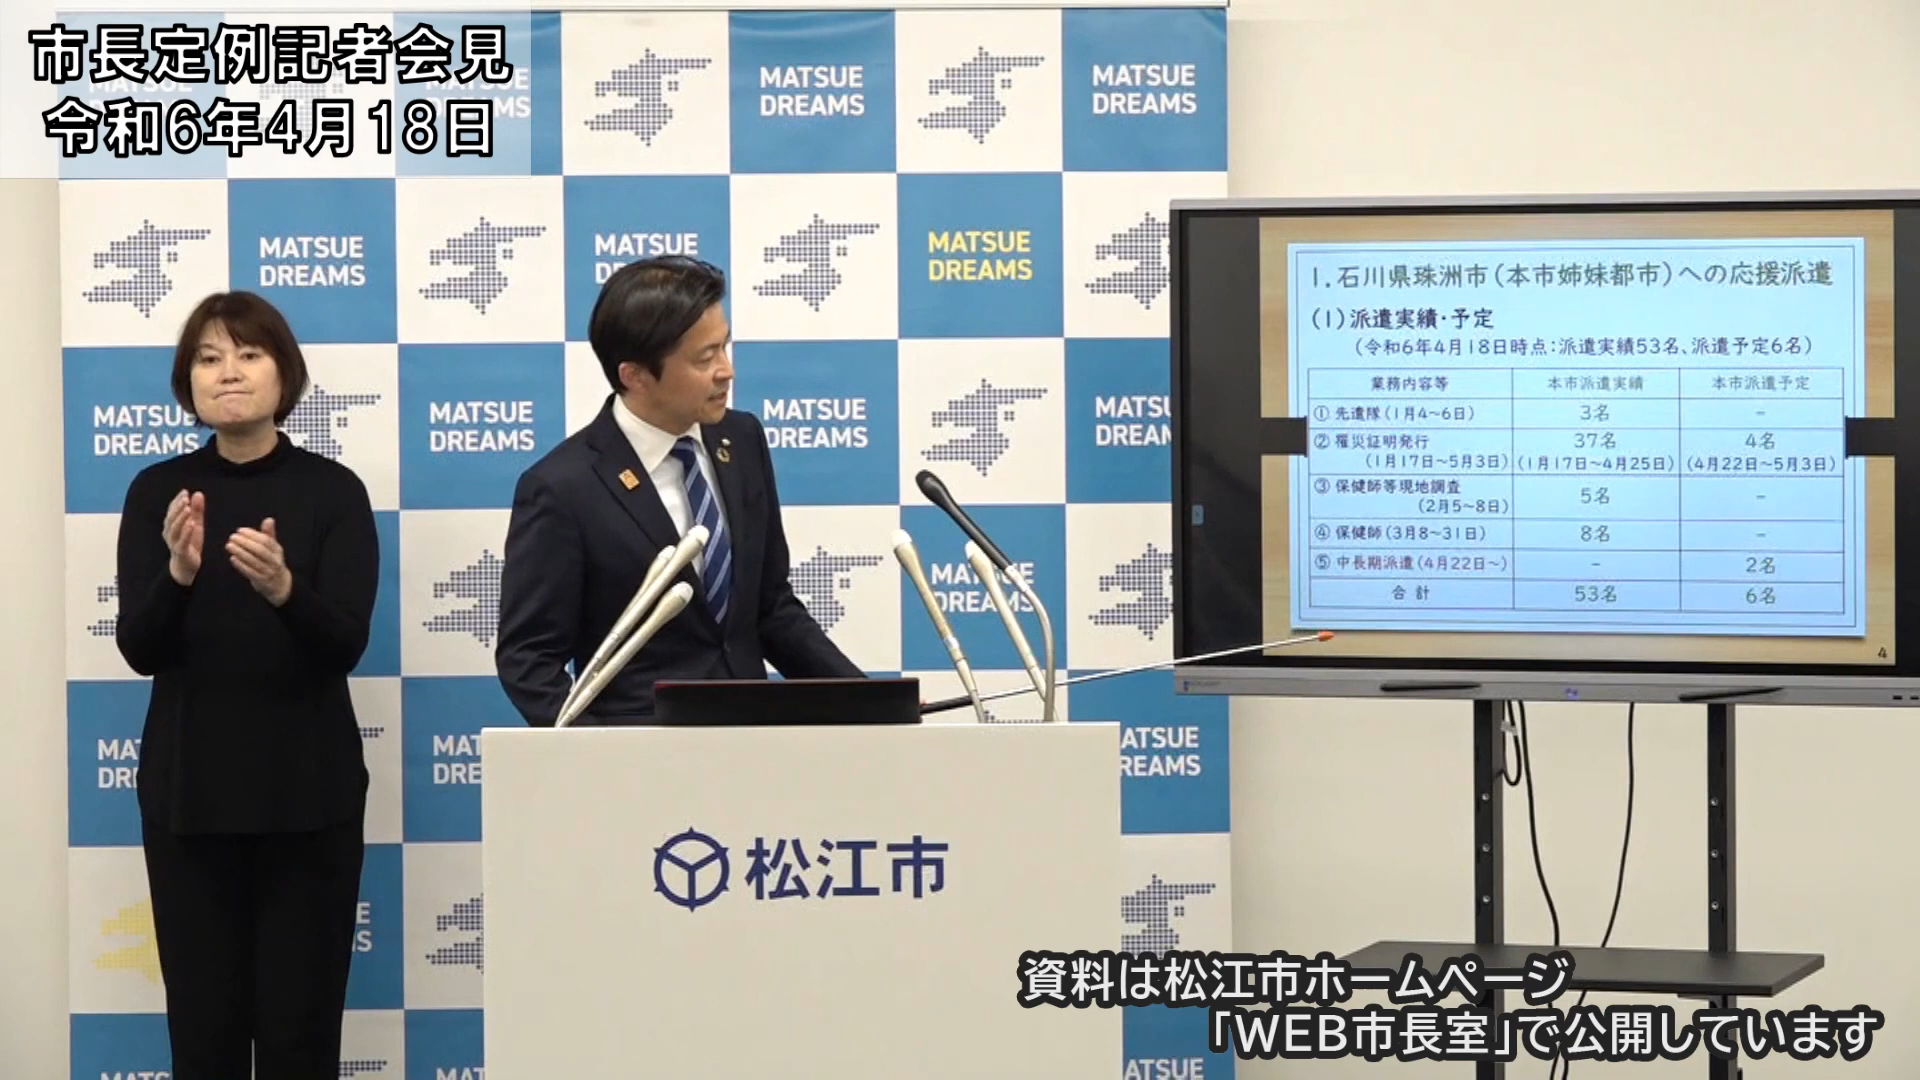 市長定例記者会見
令和6年4月18日
MATSUE DREAMS
MATSUE DREAMS
MATSUE DREAMS
MATSUE DREAMS
MATSUE DREAMS
MATSUE DREAMS
MATSUE DREAMS
MATSUE DREAMS
1.石川県珠洲市(本市姉妹都市)への応援派遣
(1)派遣実績・予定
(令和6年4月18日時点:派遣実績53名、派遣予定6名)
業務内容等 本市派遣実績 本市派遣予定
① 先遣隊(1月4~6日) 3名 -
② 罹災証明発行 37名 4名
(1月17日~5月3日) (1月17日~4月25日) (4月22日~5月3日)
③ 保健師等現地調査 5名 -
(2月5~8日)
④ 保健師(3月8~31日) 8名 -
⑤ 中長期派遣(4月22日~) - 2名
合計 53名 6名
4
松江市
資料は松江市ホームページ
「WEB市長室」で公開しています